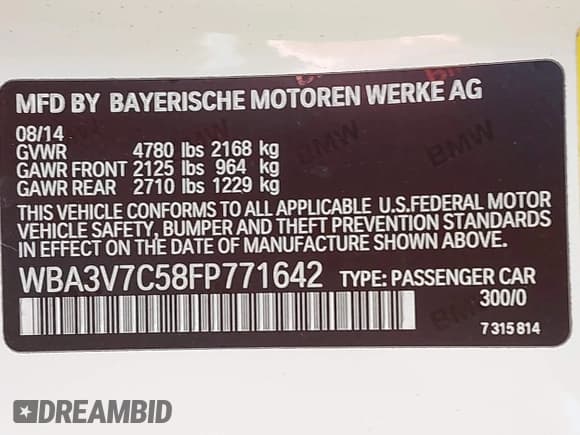 MFD BY BAYERISCHE MOTOREN WERKE AG
08/14
GVWR 4780 lbs 2168 kg
GAWR FRONT 2125 lbs 964 kg
GAWR REAR 2710 lbs 1229 kg
THIS VEHICLE CONFORMS TO ALL APPLICABLE U.S.FEDERAL MOTOR
VEHICLE SAFETY, BUMPER AND THEFT PREVENTION STANDARDS
IN EFFECT ON THE DATE OF MANUFACTURE SHOWN ABOVE.
WBA3V7C58FP771642 TYPE: PASSENGER CAR
300/0
7 315 814
BMW
BMW
BMW
DREAMBID